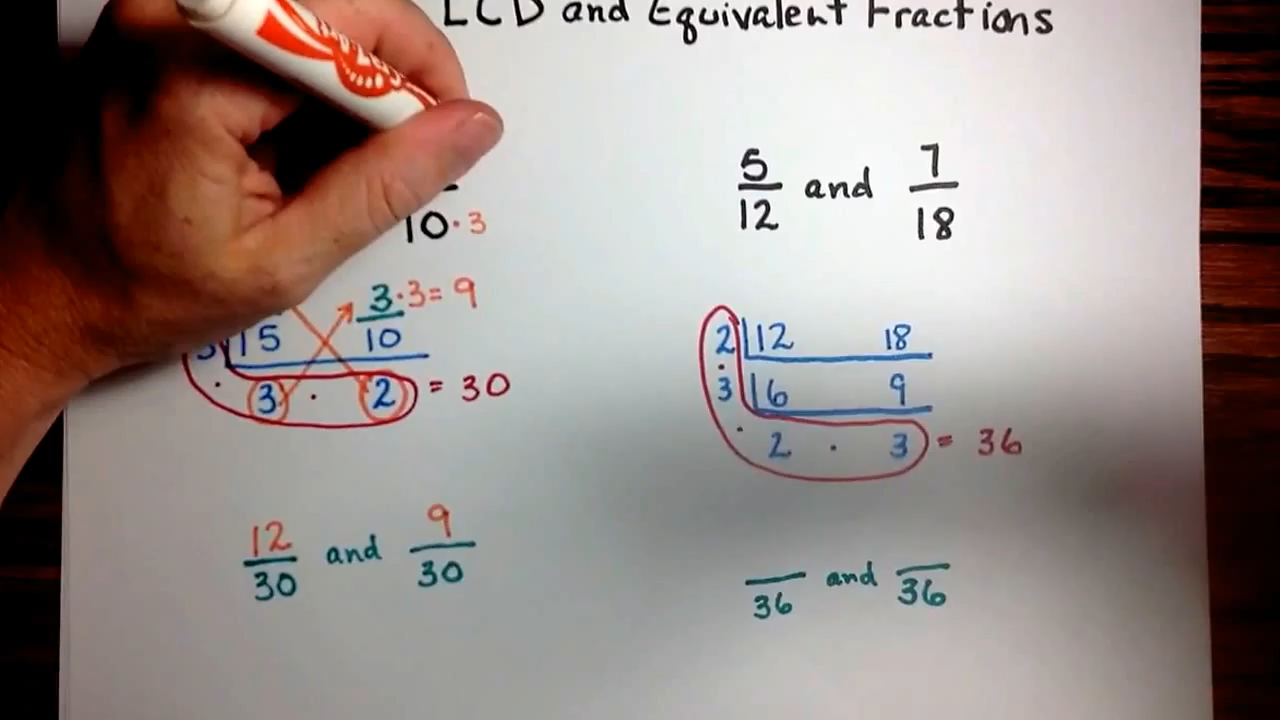 LCD and Equivalent Fractions
10 · 3
3 · 3 = 9
15 10
3 · 2 = 30
12/30 and 9/30
5/12 and 7/18
2 12 18
3 6 9
2 · 3 = 36
/36 and /36